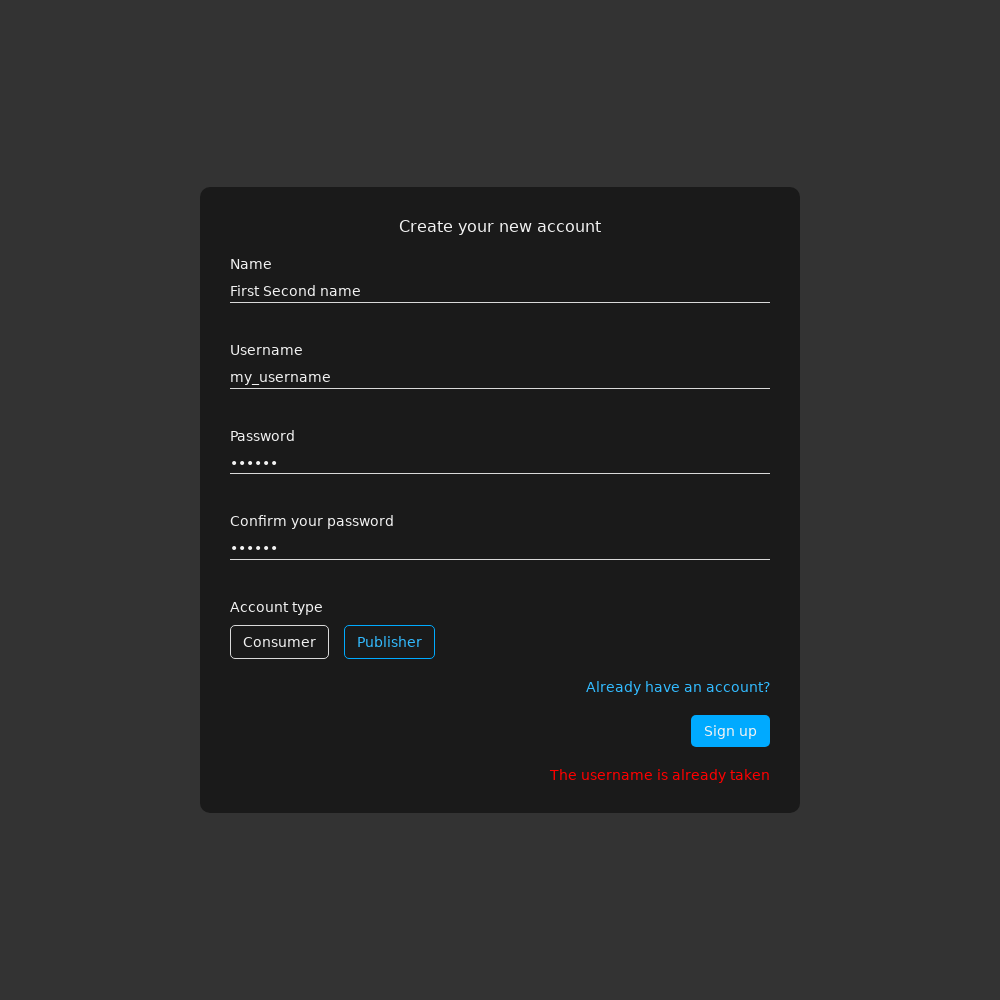 Create your new account
Name
First Second name
Username
my_username
Password
••••••
Confirm your password
••••••
Account type
Consumer Publisher
Already have an account?
Sign up
The username is already taken